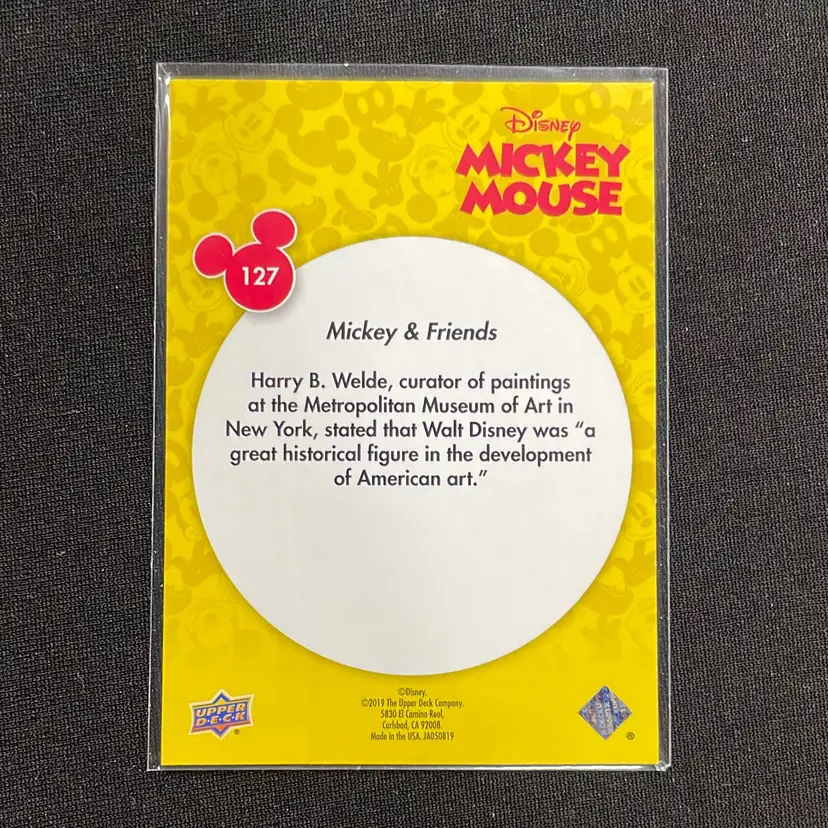 Disney
MICKEY
MOUSE
127
Mickey & Friends
Harry B. Welde, curator of paintings
at the Metropolitan Museum of Art in
New York, stated that Walt Disney was “a
great historical figure in the development
of American art.”
©Disney.
©2019 The Upper Deck Company.
5830 El Camino Real,
Carlsbad, CA 92008.
Made in the USA. JA050819
UPPER
D·E·C·K
®
®